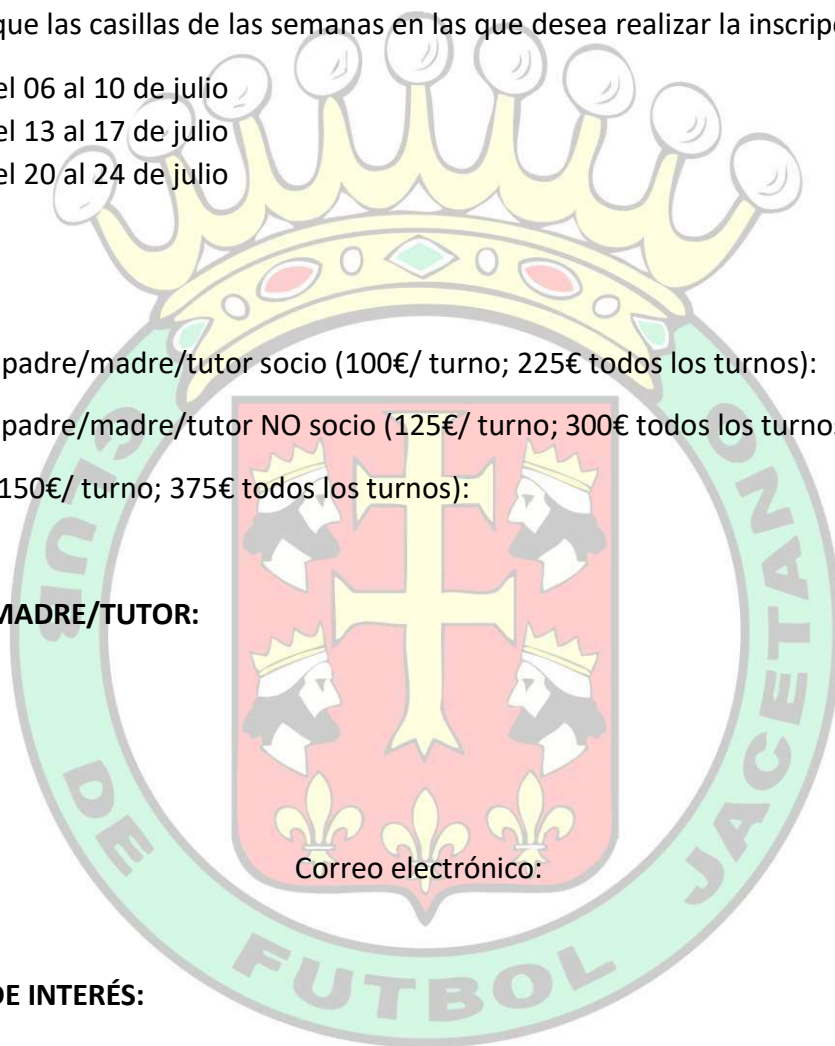 que las casillas de las semanas en las que desea realizar la inscrip
el 06 al 10 de julio
el 13 al 17 de julio
el 20 al 24 de julio
padre/madre/tutor socio (100€/ turno; 225€ todos los turnos):
padre/madre/tutor NO socio (125€/ turno; 300€ todos los turnos
150€/ turno; 375€ todos los turnos):
MADRE/TUTOR:
Correo electrónico:
DE INTERÉS:
CLUB DE FUTBOL JACETANO